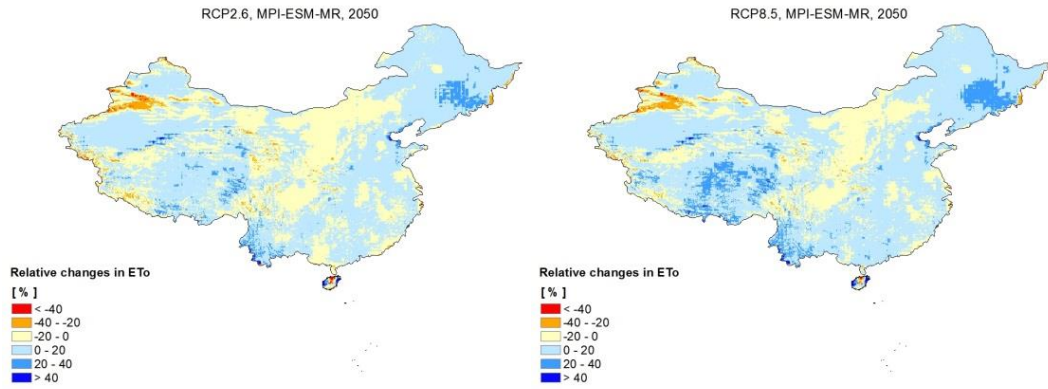 RCP2.6, MPI-ESM-MR, 2050
Relative changes in ETo
[ % ]
< -40
-40 - -20
-20 - 0
0 - 20
20 - 40
> 40
RCP8.5, MPI-ESM-MR, 2050
Relative changes in ETo
[ % ]
< -40
-40 - -20
-20 - 0
0 - 20
20 - 40
> 40